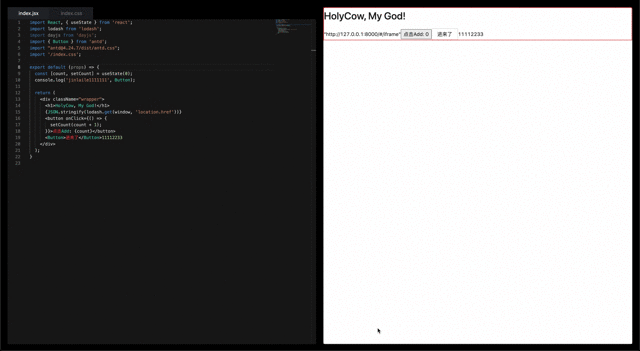 index.jsx index.css
1 import React, { useState } from 'react';
2 import lodash from 'lodash';
3 import dayjs from 'dayjs';
4 import { Button } from 'antd';
5 import "antd@4.24.7/dist/antd.css";
6 import './index.css';
7
8 export default (props) => {
9 const [count, setCount] = useState(0);
10 console.log(

11
12 return (
13 <div className="wrapper">
14 <h1>HolyCow, My God!</h1>
15 {JSON.stringify(lodash.get(window, 'location.href'))}
16 <button onClick={() => {
17 setCount(count + 1);
18 }}>点击Add: {count}</button>
19 <Button>进来了</Button>11112233
20 </div>
21 );
22 }
23
HolyCow, My God!
"http://127.0.0.1:8000/#/iframe" 点击Add: 0 进来了 11112233